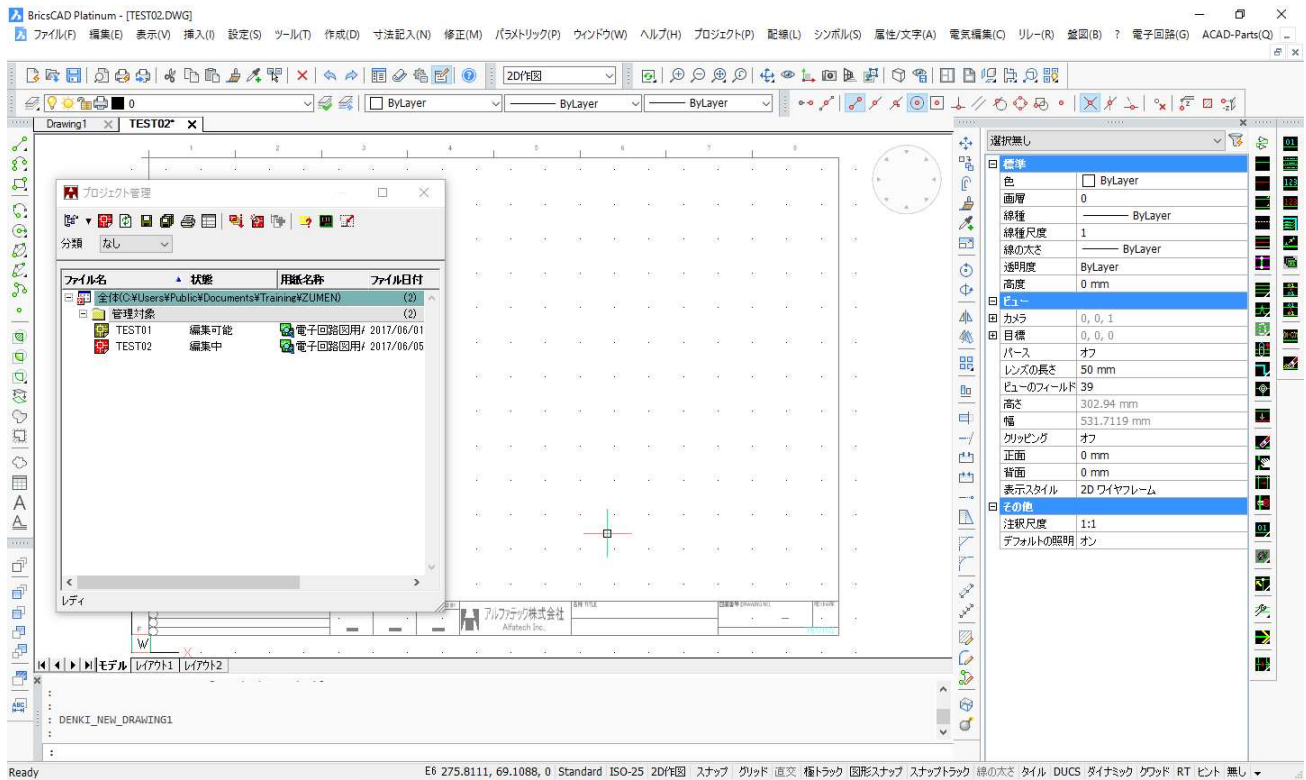 BricsCAD Platinum - [TEST02.DWG]
ファイル(F) 編集(E) 表示(V) 挿入(I) 設定(S) ツール(T) 作成(D) 寸法記入(N) 修正(M) パラメトリック(P) ウィンドウ(W) ヘルプ(H) プロジェクト(P) 配線(L) シンボル(S) 属性/文字(A) 電気編集(C) リレー(R) 盤図(B) ? 電子回路(G) ACAD-Parts(Q)
2D作図
0 ByLayer ByLayer ByLayer
Drawing1 TEST02*
1 2 3 4 5 6 7 8
プロジェクト管理
分類 なし
ファイル名 状態 用紙名称 ファイル日付
全体(C:¥Users¥Public¥Documents¥Training¥ZUMEN) (2)
管理対象 (2)
TEST01 編集可能 電子回路図用 2017/06/01
TEST02 編集中 電子回路図用 2017/06/05
レディ
アルファテック株式会社
Alfatech Inc.
名称 TITLE
図面番号 DRAWING NO.
F
W
X
モデル レイアウト1 レイアウト2
:
:
: DENKI_NEW_DRAWING1
:
:
選択無し
標準
色 ByLayer
画層 0
線種 ByLayer
線種尺度 1
線の太さ ByLayer
透明度 ByLayer
高度 0 mm
ビュー
カメラ 0, 0, 1
目標 0, 0, 0
パース オフ
レンズの長さ 50 mm
ビューのフィールド 39
高さ 302.94 mm
幅 531.7119 mm
クリッピング オフ
正面 0 mm
背面 0 mm
表示スタイル 2D ワイヤフレーム
その他
注釈尺度 1:1
デフォルトの照明 オン
Ready E6 275.8111, 69.1088, 0 Standard ISO-25 2D作図 スナップ グリッド 直交 極トラック 図形スナップ スナップトラック 線の太さ タイル DUCS ダイナミック クワッド RT ヒント 無し